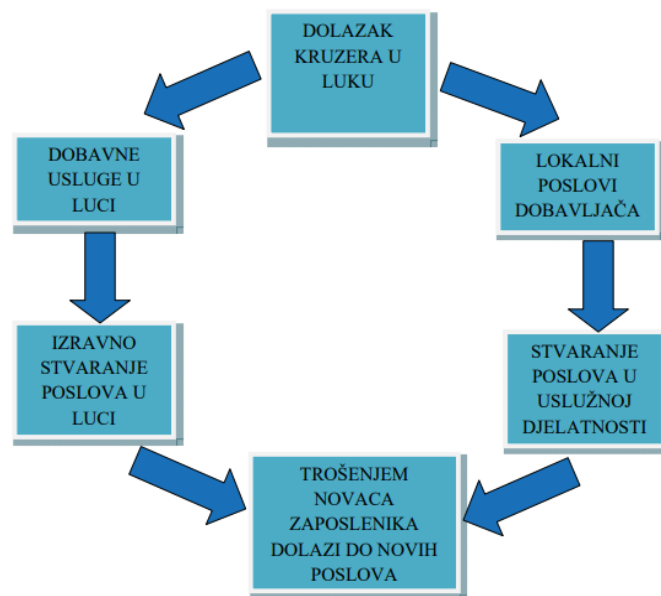 DOLAZAK
KRUZERA U
LUKU
DOBAVNE
USLUGE U
LUCI
LOKALNI
POSLOVI
DOBAVLJAČA
IZRAVNO
STVARANJE
POSLOVA U
LUCI
STVARANJE
POSLOVA U
USLUŽNOJ
DJELATNOSTI
TROŠENJEM
NOVACA
ZAPOSLENIKA
DOLAZI DO NOVIH
POSLOVA